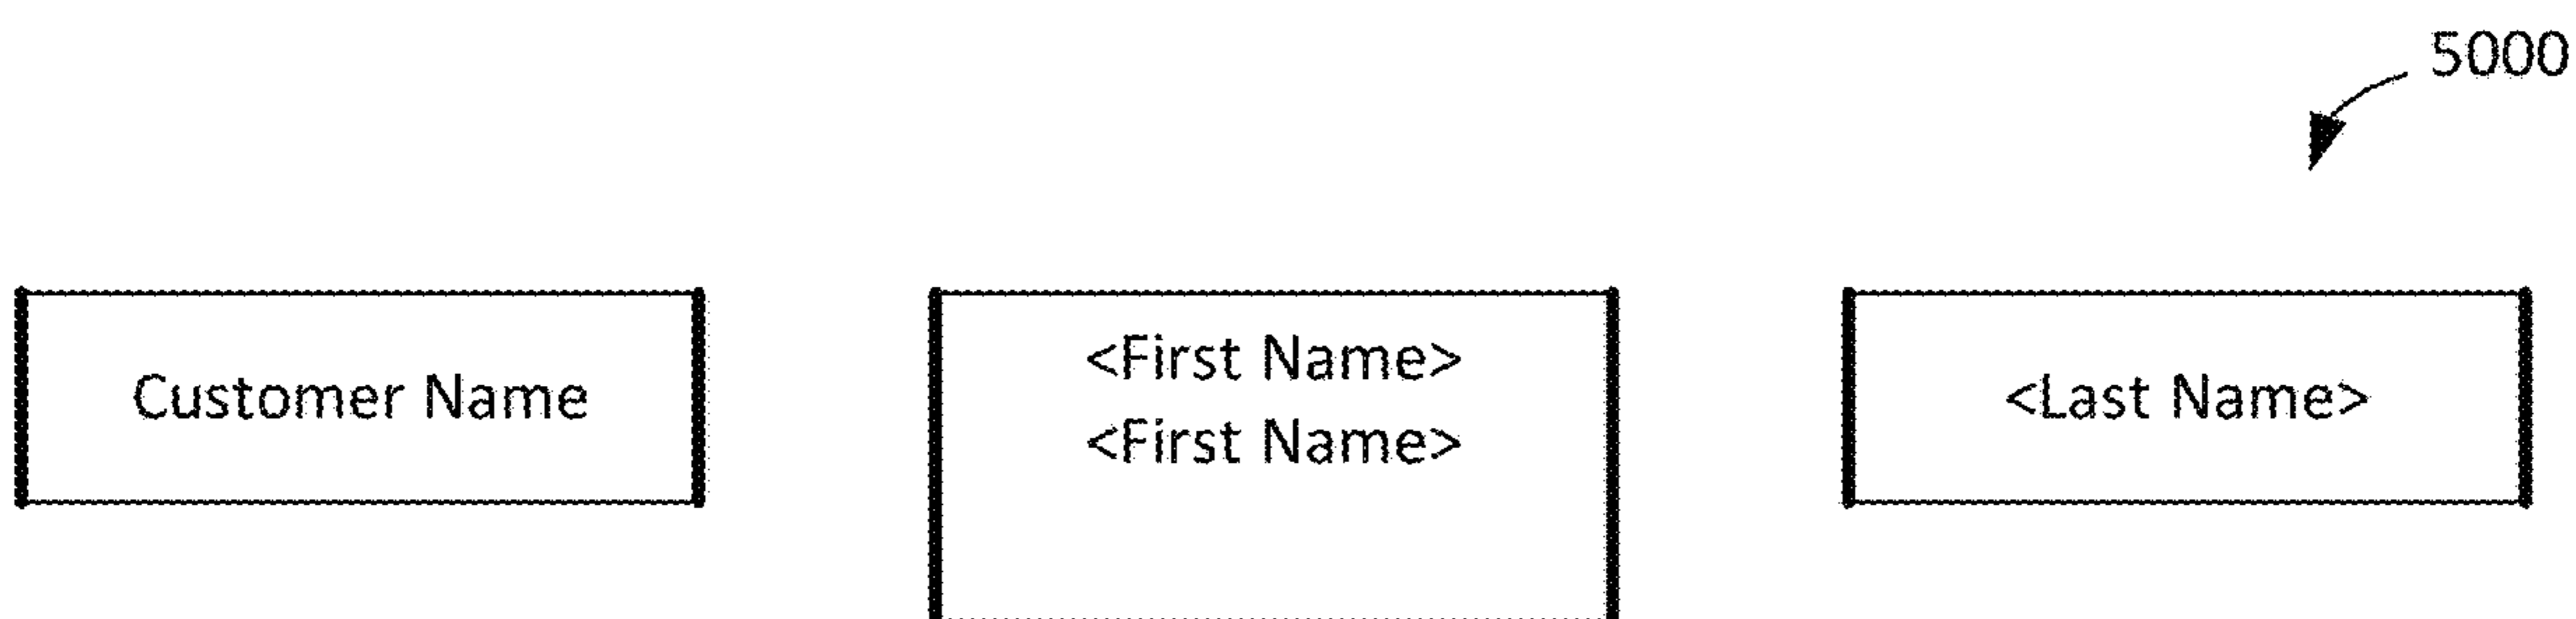 5000
Customer Name
<First Name>
<First Name>
<Last Name>